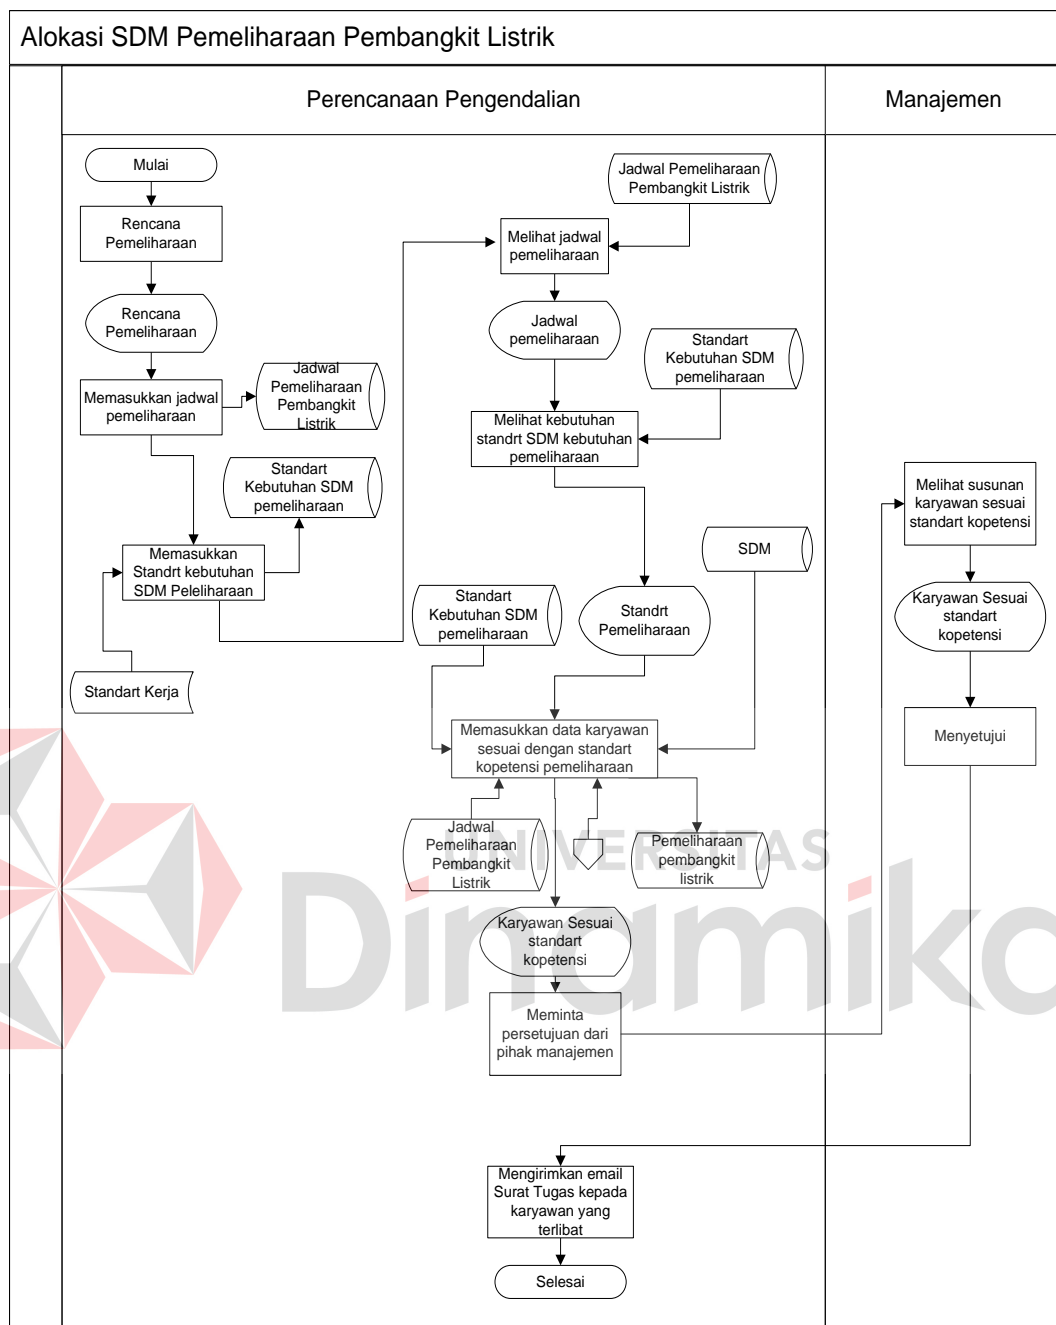 Alokasi SDM Pemeliharaan Pembangkit Listrik
Perencanaan Pengendalian
Manajemen
Mulai
Rencana
Pemeliharaan
Rencana
Pemeliharaan
Memasukkan jadwal
pemeliharaan
Jadwal
Pemeliharaan
Pembangkit
Listrik
Standart
Kebutuhan SDM
pemeliharaan
Memasukkan
Standrt kebutuhan
SDM Peleliharaan
Standart Kerja
Jadwal Pemeliharaan
Pembangkit Listrik
Melihat jadwal
pemeliharaan
Jadwal
pemeliharaan
Standart
Kebutuhan SDM
pemeliharaan
Melihat kebutuhan
standrt SDM kebutuhan
pemeliharaan
SDM
Standart
Kebutuhan SDM
pemeliharaan
Standrt
Pemeliharaan
Memasukkan data karyawan
sesuai dengan standart
kopetensi pemeliharaan
Jadwal
Pemeliharaan
Pembangkit
Listrik
Pemeliharaan
pembangkit
listrik
Karyawan Sesuai
standart
kopetensi
Meminta
persetujuan dari
pihak manajemen
Melihat susunan
karyawan sesuai
standart kopetensi
Karyawan Sesuai
standart
kopetensi
Menyetujui
Mengirimkan email
Surat Tugas kepada
karyawan yang
terlibat
Selesai
UNIVERSITAS
Dinamika